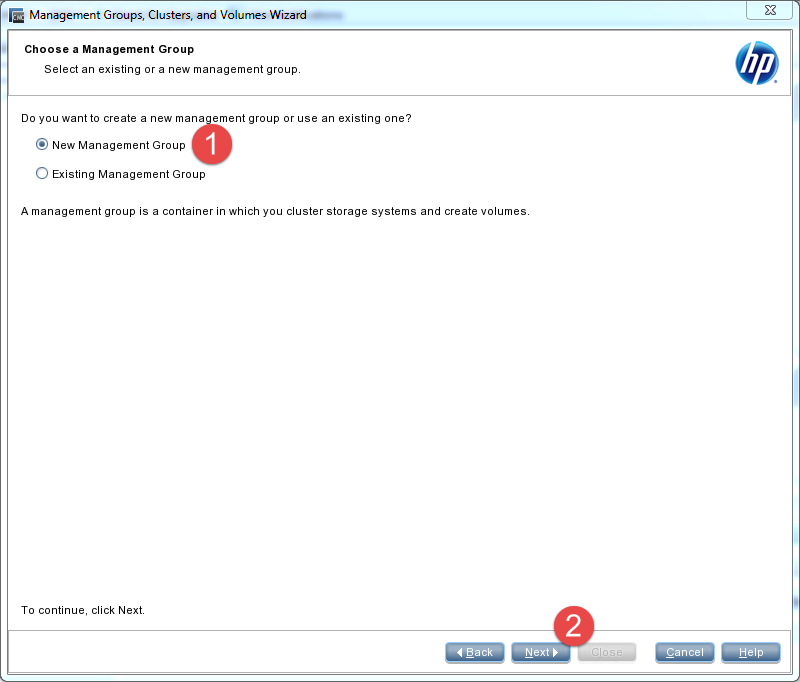 CMC Management Groups, Clusters, and Volumes Wizard
Choose a Management Group
Select an existing or a new management group.
hp
Do you want to create a new management group or use an existing one?
New Management Group 1
Existing Management Group
A management group is a container in which you cluster storage systems and create volumes.
To continue, click Next.
2
Back Next Close Cancel Help